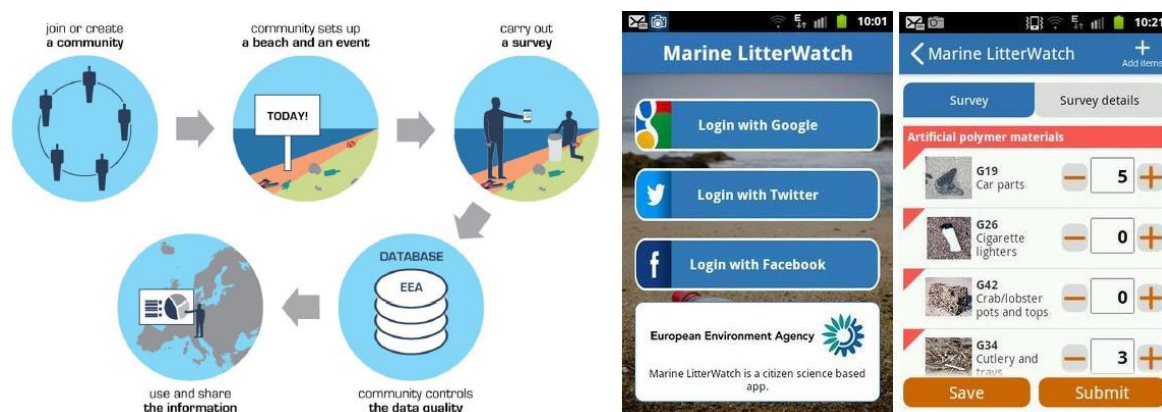 join or create
a community
community sets up
a beach and an event
carry out
a survey
TODAY!
DATABASE
EEA
use and share
the information
community controls
the data quality
10:01
Marine LitterWatch
Login with Google
Login with Twitter
Login with Facebook
European Environment Agency
Marine LitterWatch is a citizen science based
app.
10:21
Marine LitterWatch
Add items
Survey
Survey details
Artificial polymer materials
G19
Car parts
5
G26
Cigarette
lighters
0
G42
Crab/lobster
pots and tops
0
G34
Cutlery and
trays
3
Save
Submit